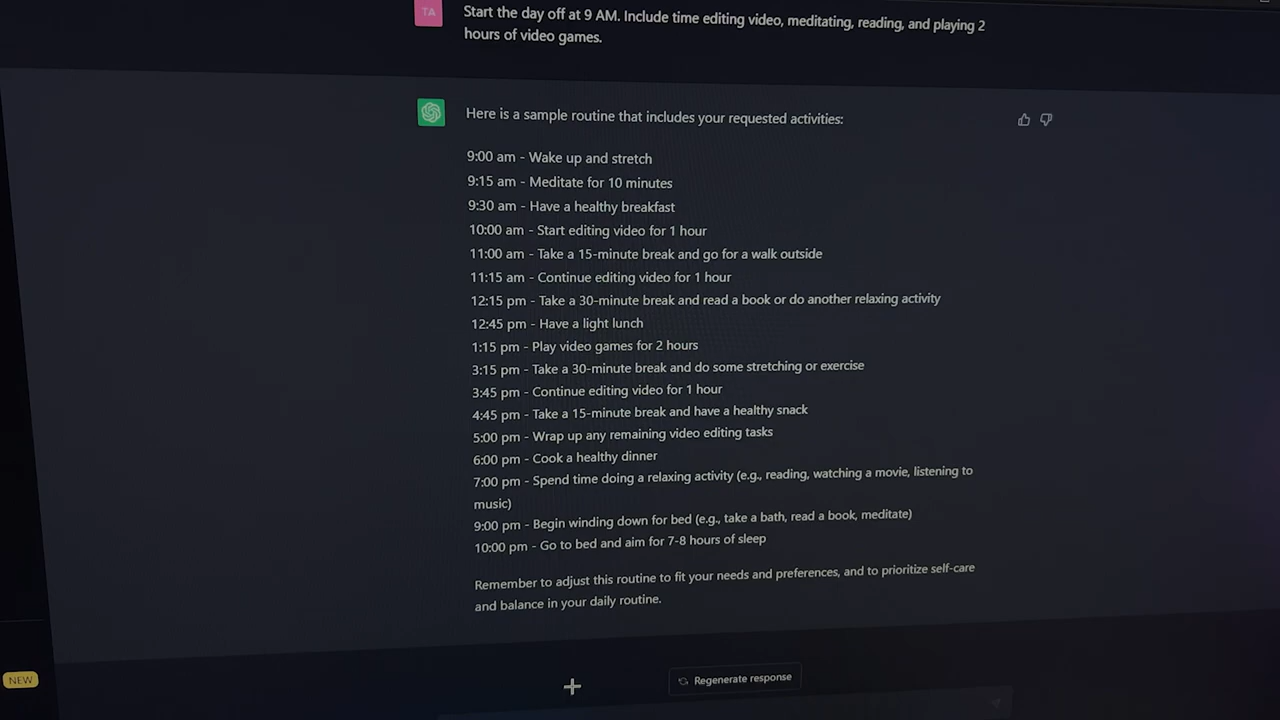 TA
Start the day off at 9 AM. Include time editing video, meditating, reading, and playing 2
hours of video games.
Here is a sample routine that includes your requested activities:
9:00 am - Wake up and stretch
9:15 am - Meditate for 10 minutes
9:30 am - Have a healthy breakfast
10:00 am - Start editing video for 1 hour
11:00 am - Take a 15-minute break and go for a walk outside
11:15 am - Continue editing video for 1 hour
12:15 pm - Take a 30-minute break and read a book or do another relaxing activity
12:45 pm - Have a light lunch
1:15 pm - Play video games for 2 hours
3:15 pm - Take a 30-minute break and do some stretching or exercise
3:45 pm - Continue editing video for 1 hour
4:45 pm - Take a 15-minute break and have a healthy snack
5:00 pm - Wrap up any remaining video editing tasks
6:00 pm - Cook a healthy dinner
7:00 pm - Spend time doing a relaxing activity (e.g., reading, watching a movie, listening to
music)
9:00 pm - Begin winding down for bed (e.g., take a bath, read a book, meditate)
10:00 pm - Go to bed and aim for 7-8 hours of sleep
Remember to adjust this routine to fit your needs and preferences, and to prioritize self-care
and balance in your daily routine.
NEW
Regenerate response